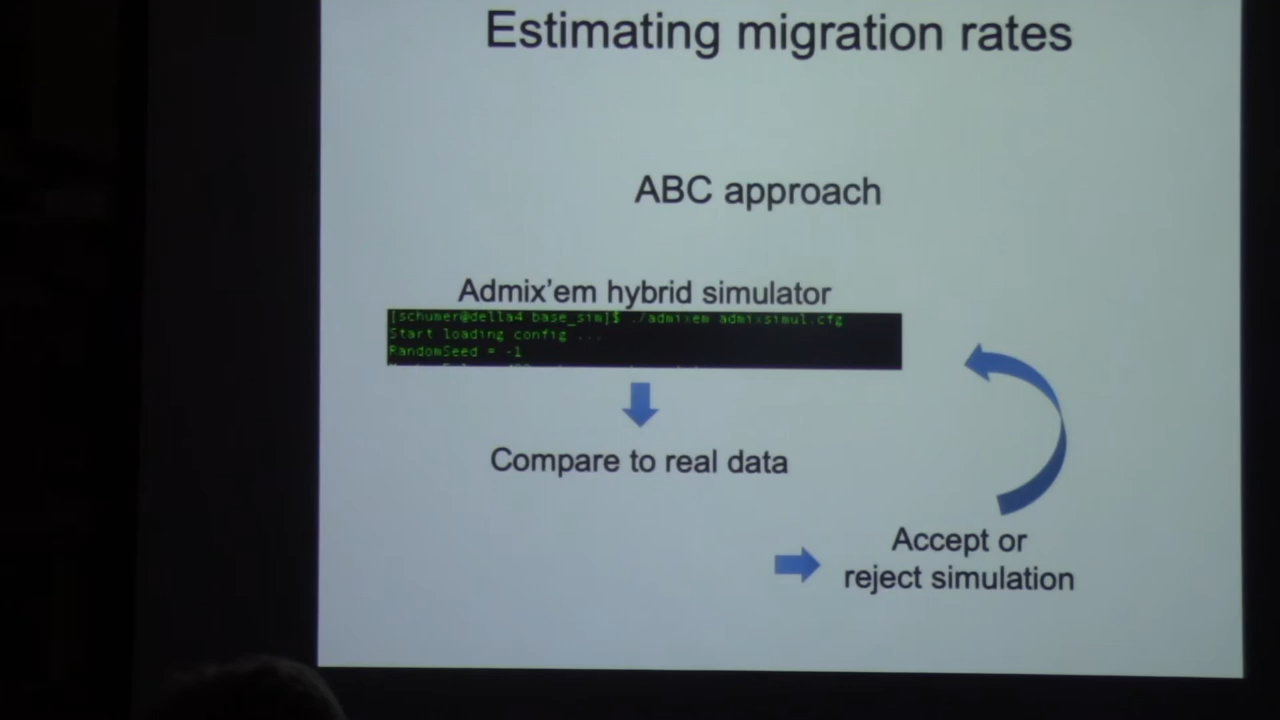 Estimating migration rates
ABC approach
Admix'em hybrid simulator
[schumer@della4 base_sim]$ ./admixem admixsimul.cfg
Start loading config ...
RandomSeed = -1
Compare to real data
Accept or
reject simulation